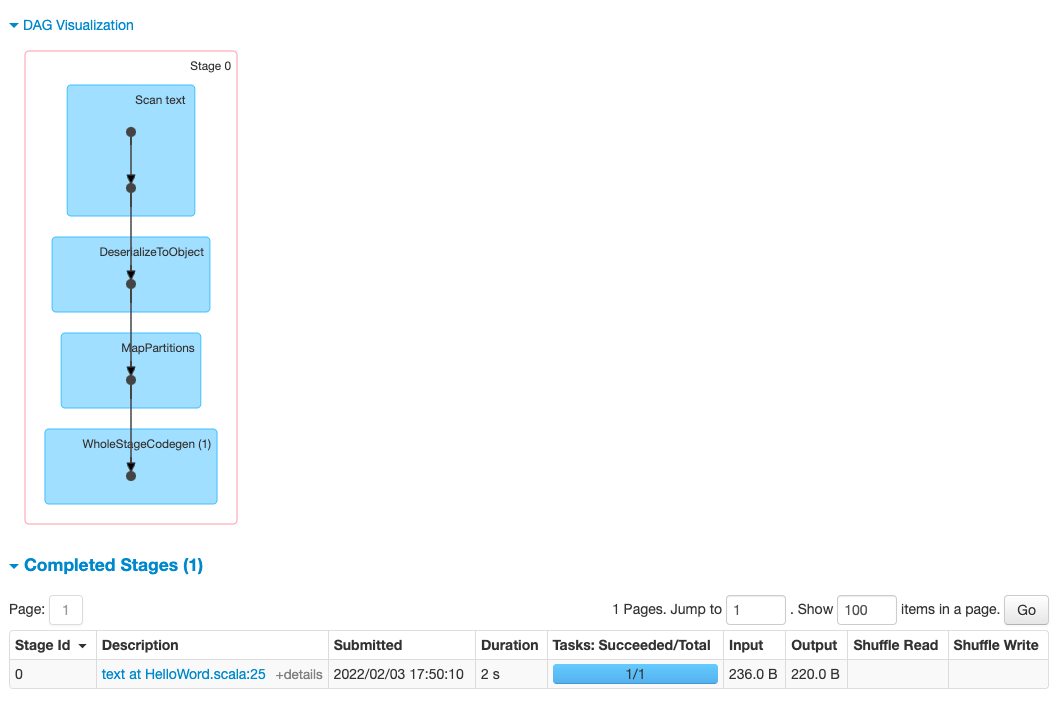 DAG Visualization
Stage 0
Scan text
DeserializeToObject
MapPartitions
WholeStageCodegen (1)
Completed Stages (1)
Page: 1
1 Pages. Jump to 1 . Show 100 items in a page. Go
Stage Id Description Submitted Duration Tasks: Succeeded/Total Input Output Shuffle Read Shuffle Write
0 text at HelloWord.scala:25 +details 2022/02/03 17:50:10 2 s 1/1 236.0 B 220.0 B